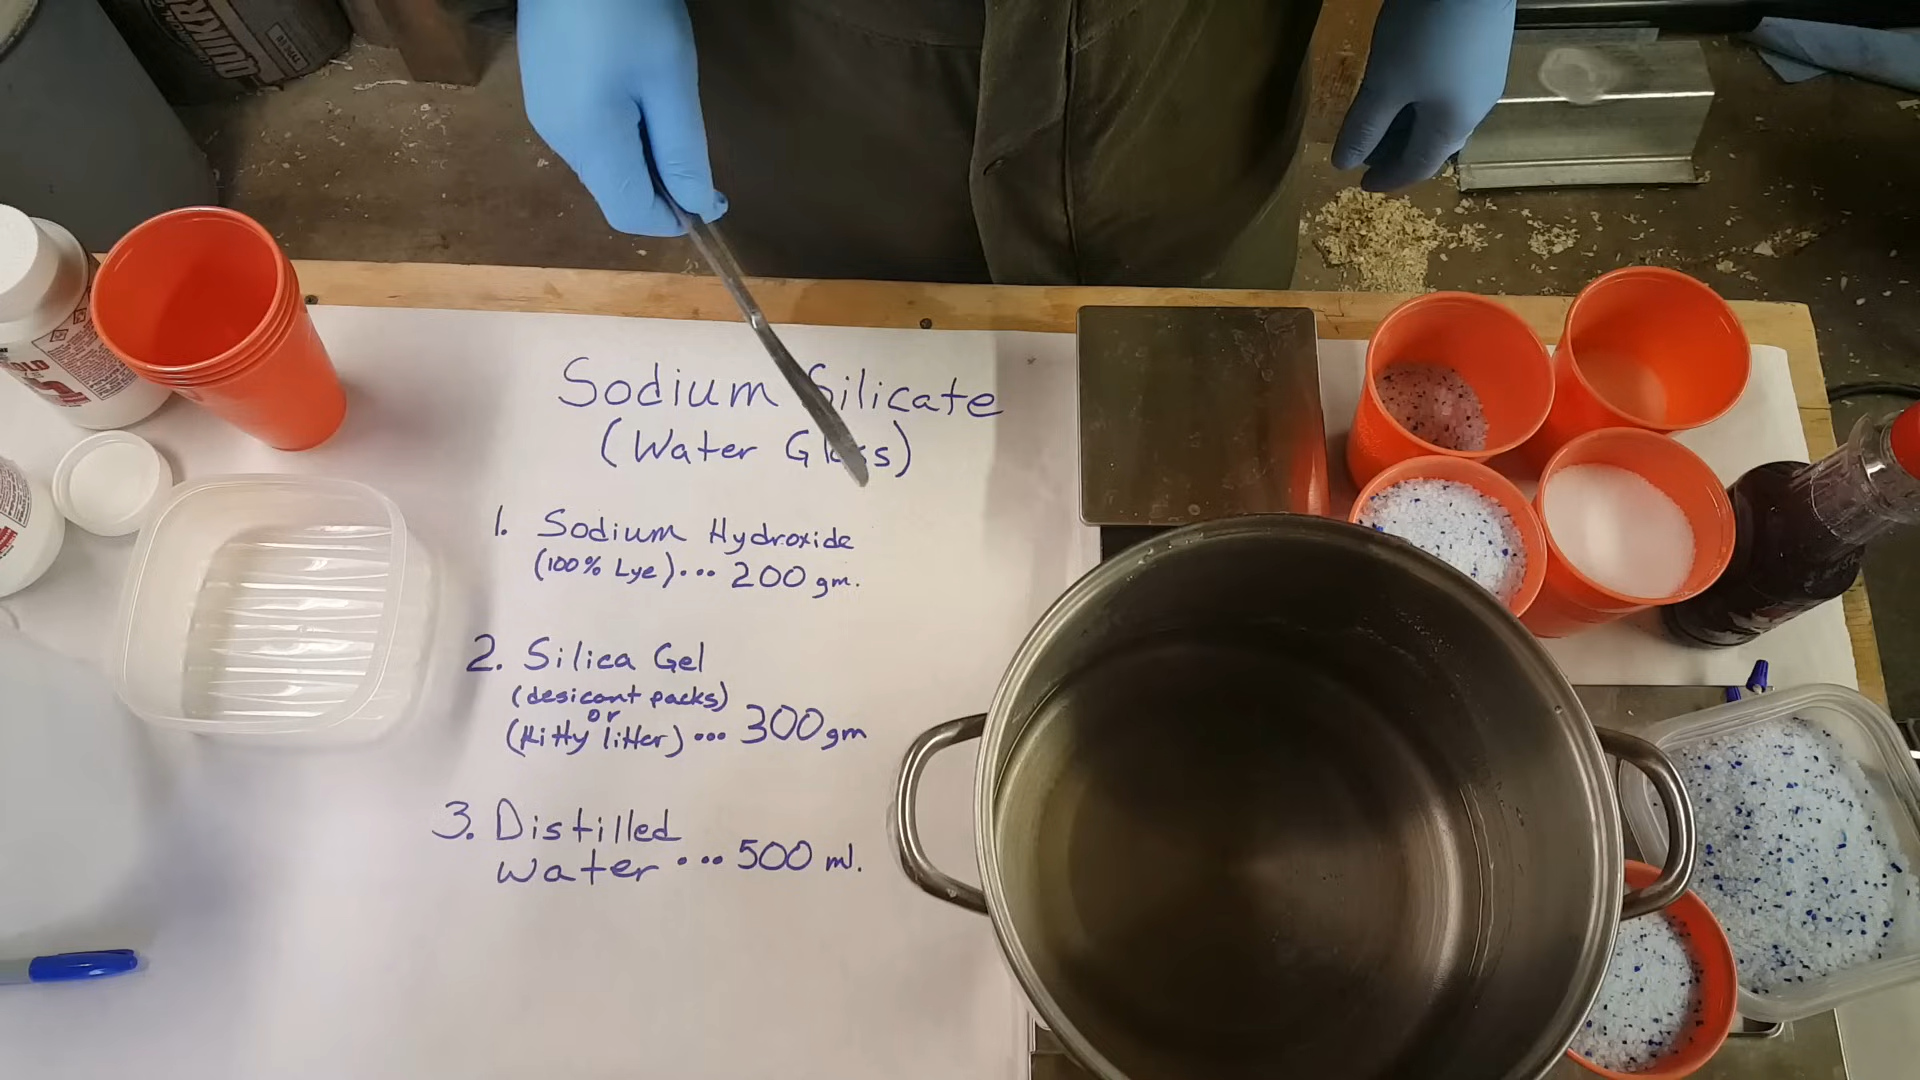 QUIKR
Sodium Silicate
(Water Glass)
1. Sodium Hydroxide
(100% Lye)... 200 gm.
2. Silica Gel
(desicant packs)
or
(Kitty litter)... 300gm
3. Distilled
water... 500 ml.